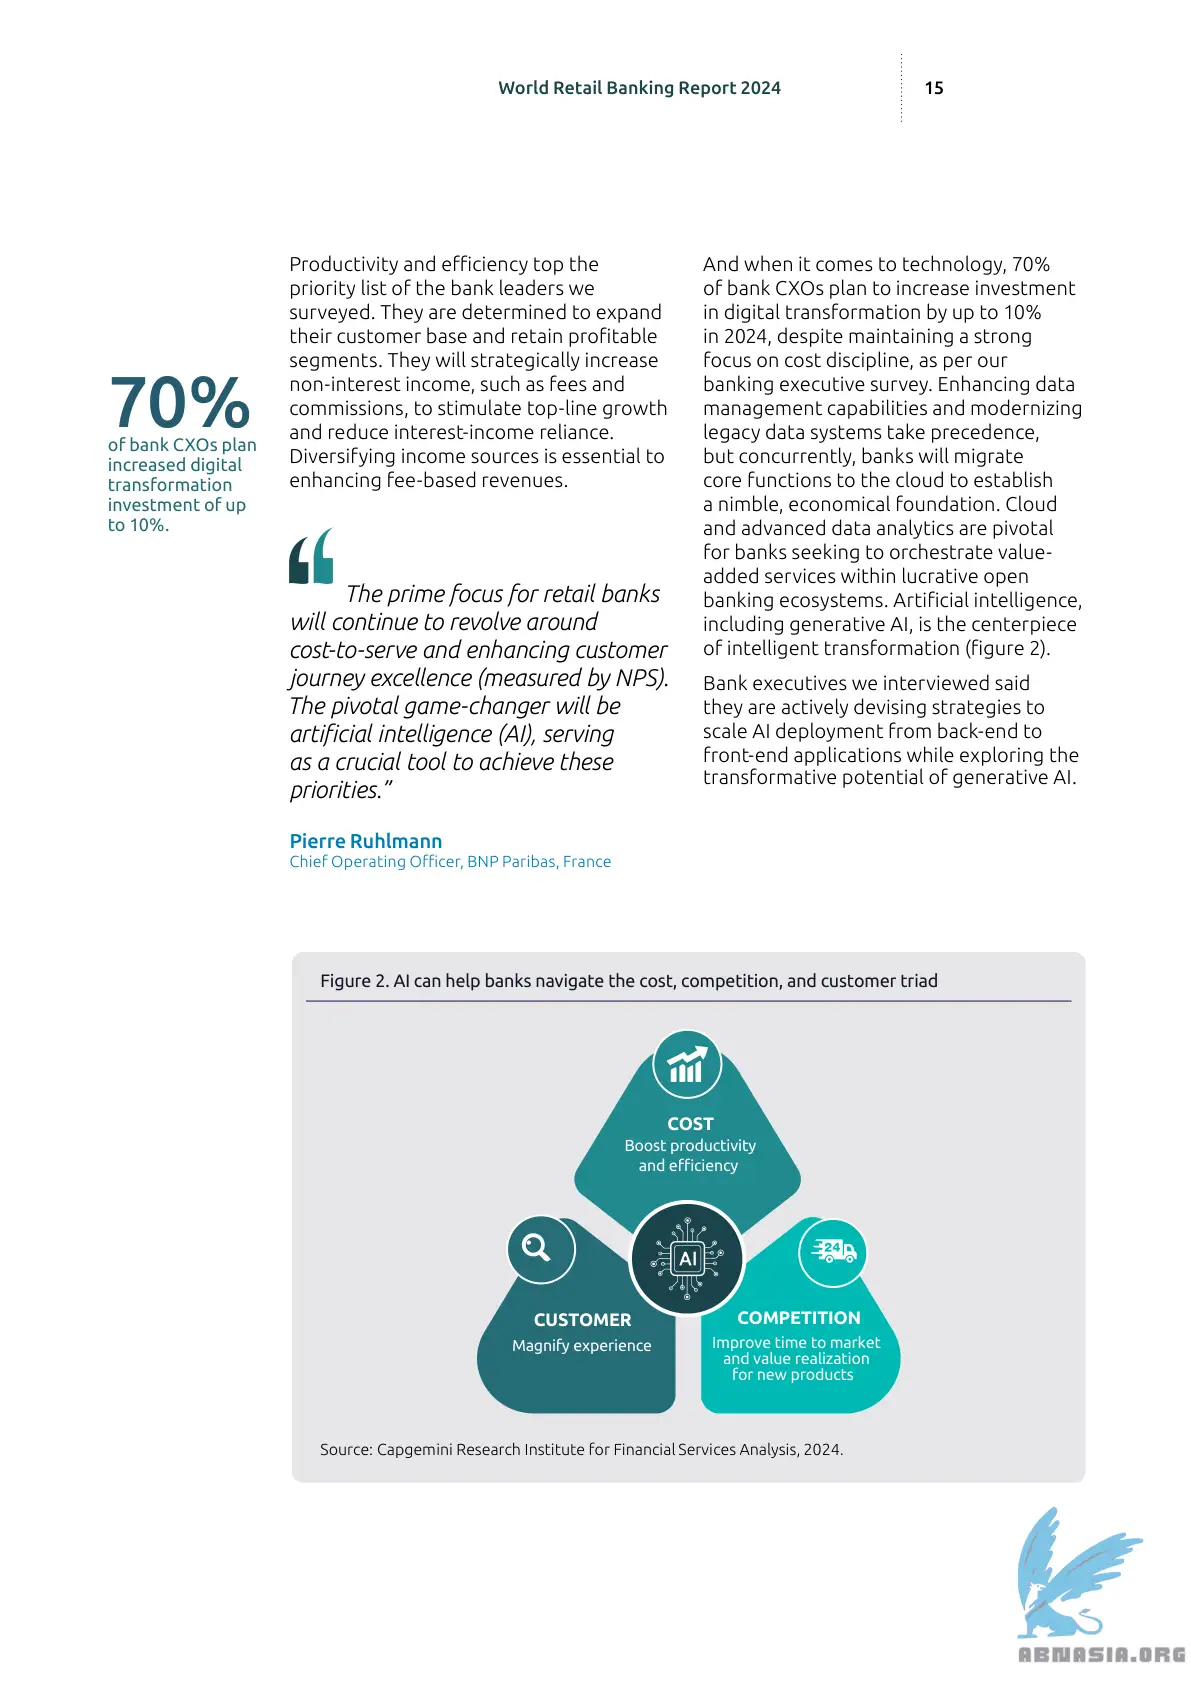 World Retail Banking Report 2024
15
70%
of bank CXOs plan
increased digital
transformation
investment of up
to 10%.
Productivity and efficiency top the
priority list of the bank leaders we
surveyed. They are determined to expand
their customer base and retain profitable
segments. They will strategically increase
non-interest income, such as fees and
commissions, to stimulate top-line growth
and reduce interest-income reliance.
Diversifying income sources is essential to
enhancing fee-based revenues.
“The prime focus for retail banks
will continue to revolve around
cost-to-serve and enhancing customer
journey excellence (measured by NPS).
The pivotal game-changer will be
artificial intelligence (AI), serving
as a crucial tool to achieve these
priorities.”
Pierre Ruhlmann
Chief Operating Officer, BNP Paribas, France
And when it comes to technology, 70%
of bank CXOs plan to increase investment
in digital transformation by up to 10%
in 2024, despite maintaining a strong
focus on cost discipline, as per our
banking executive survey. Enhancing data
management capabilities and modernizing
legacy data systems take precedence,
but concurrently, banks will migrate
core functions to the cloud to establish
a nimble, economical foundation. Cloud
and advanced data analytics are pivotal
for banks seeking to orchestrate value-
added services within lucrative open
banking ecosystems. Artificial intelligence,
including generative AI, is the centerpiece
of intelligent transformation (figure 2).
Bank executives we interviewed said
they are actively devising strategies to
scale AI deployment from back-end to
front-end applications while exploring the
transformative potential of generative AI.
Figure 2. AI can help banks navigate the cost, competition, and customer triad
COST
Boost productivity
and efficiency
AI
24
CUSTOMER
Magnify experience
COMPETITION
Improve time to market
and value realization
for new products
Source: Capgemini Research Institute for Financial Services Analysis, 2024.
ABNASIA.ORG